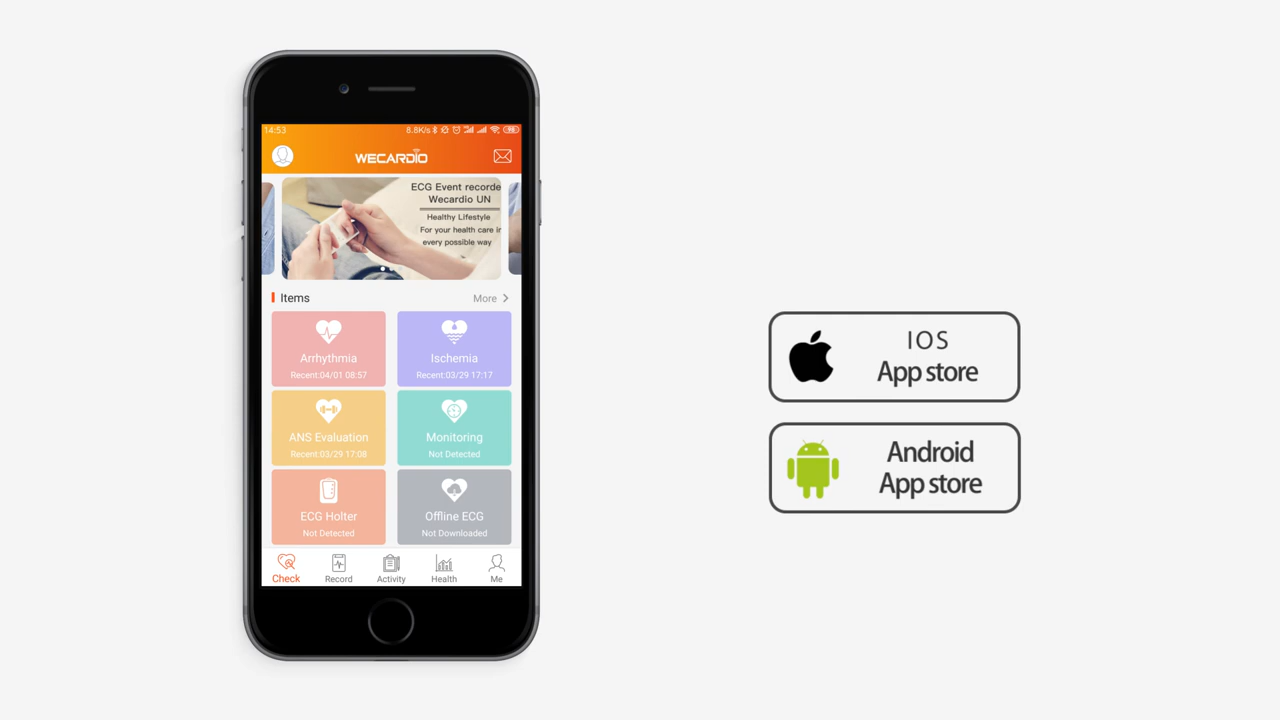 14:53
8.8K/s
98
WECARDIO
ECG Event recorde
Wecardio UN
Healthy Lifestyle
For your health care in
every possible way
Items
More
Arrhythmia
Recent:04/01 08:57
Ischemia
Recent:03/29 17:17
ANS Evaluation
Recent:03/29 17:08
Monitoring
Not Detected
ECG Holter
Not Detected
Offline ECG
Not Downloaded
Check
Record
Activity
Health
Me
IOS
App store
Android
App store